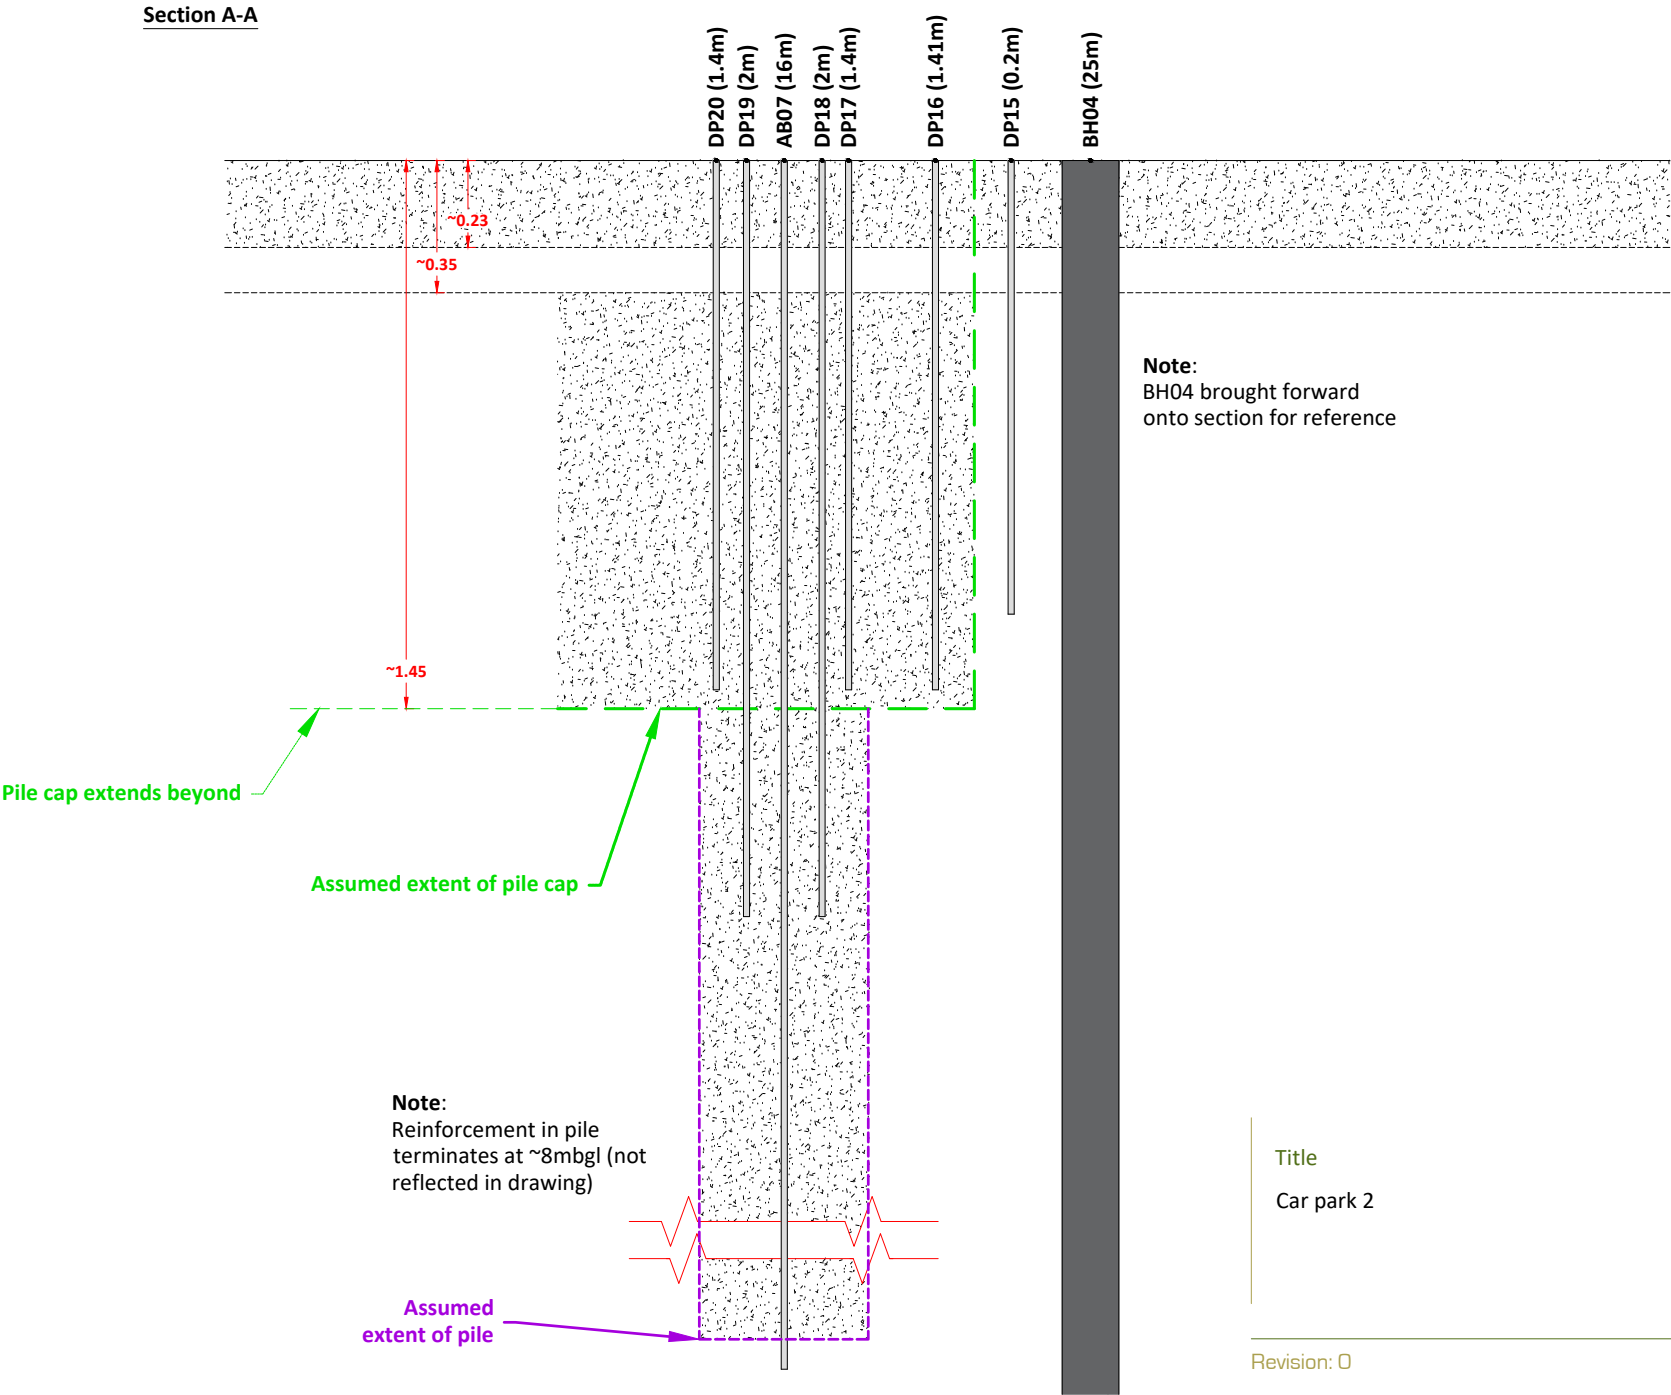 Section A-A
DP20 (1.4m)
DP19 (2m)
AB07 (16m)
DP18 (2m)
DP17 (1.4m)
DP16 (1.41m)
DP15 (0.2m)
BH04 (25m)
~0.23
~0.35
~1.45
Note:
BH04 brought forward
onto section for reference
Pile cap extends beyond
Assumed extent of pile cap
Note:
Reinforcement in pile
terminates at ~8mbgl (not
reflected in drawing)
Assumed
extent of pile
Title
Car park 2
Revision: 0